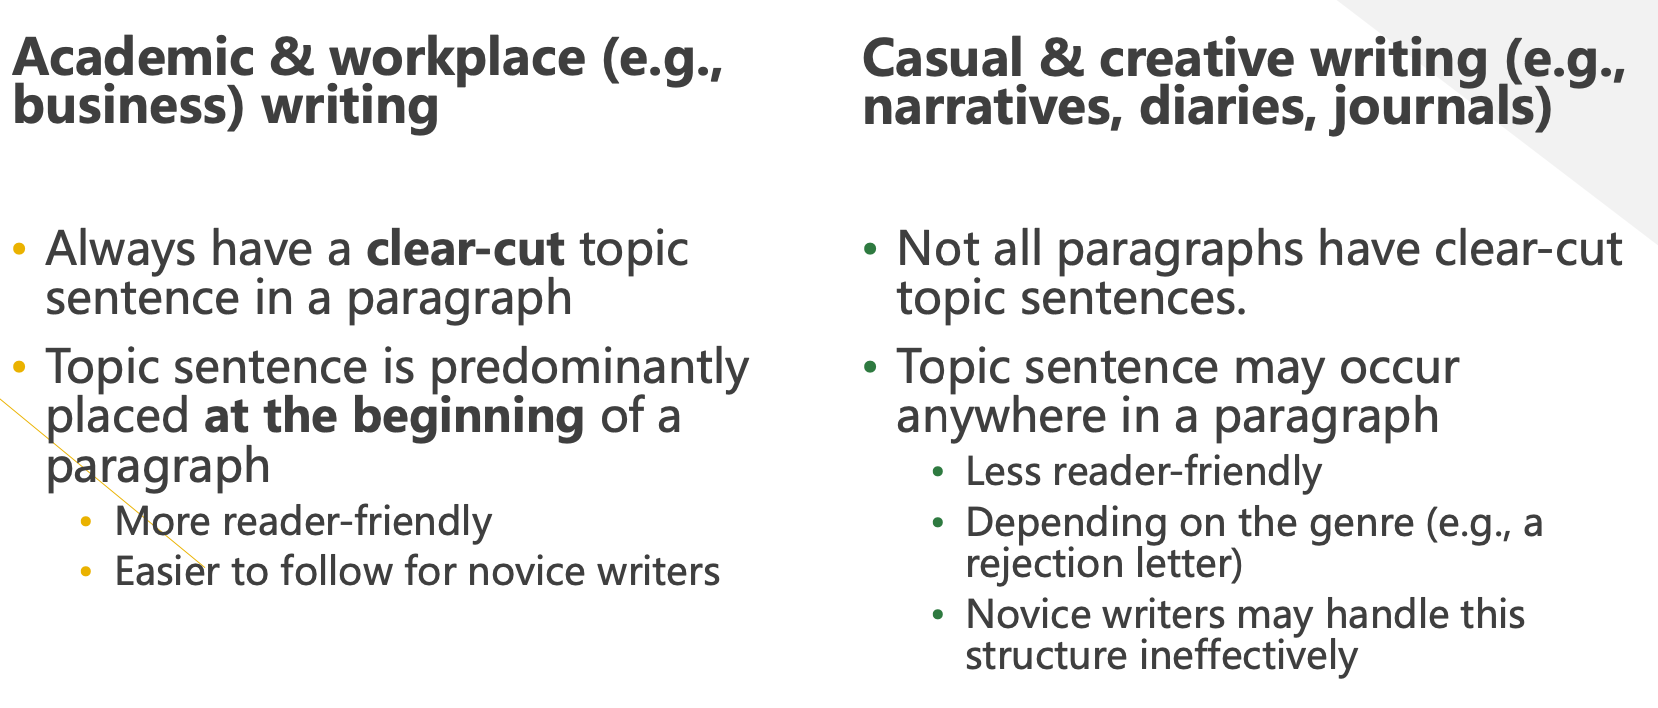 Academic & workplace (e.g.,
business) writing
• Always have a clear-cut topic
sentence in a paragraph
• Topic sentence is predominantly
placed at the beginning of a
paragraph
• More reader-friendly
• Easier to follow for novice writers
Casual & creative writing (e.g.,
narratives, diaries, journals)
• Not all paragraphs have clear-cut
topic sentences.
• Topic sentence may occur
anywhere in a paragraph
• Less reader-friendly
• Depending on the genre (e.g., a
rejection letter)
• Novice writers may handle this
structure ineffectively